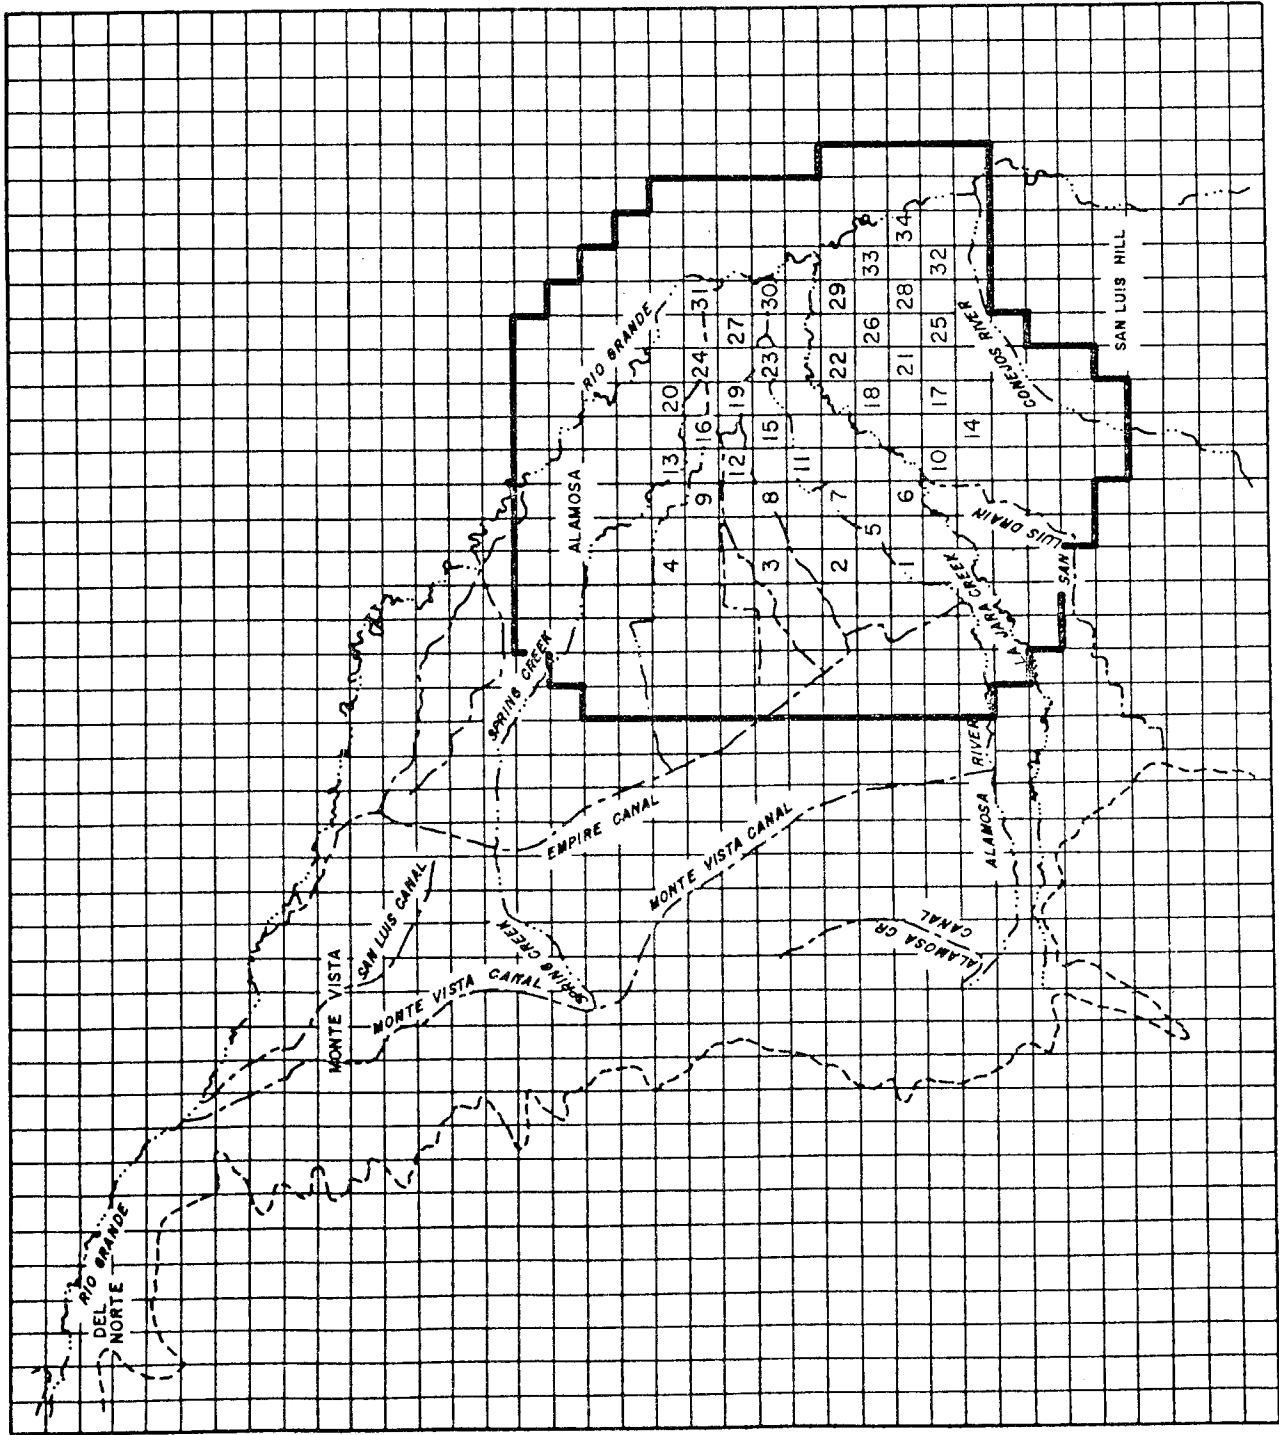 RIO GRANDE
ALAMOSA
4
13
20
9
16
24
31
12
19
27
3
8
15
23
30
11
2
7
22
29
5
18
26
33
1
6
21
28
34
10
17
25
32
14
CONEJOS RIVER
SAN LUIS HILL
SAN LUIS DRAIN
LA JARA CREEK
SPRING CREEK
EMPIRE CANAL
MONTE VISTA CANAL
ALAMOSA RIVER
SAN LUIS CANAL
MONTE VISTA
MONTE VISTA CANAL
SPRING CREEK
(ALAMOSA CR
CANAL
RIO GRANDE
DEL
NORTE